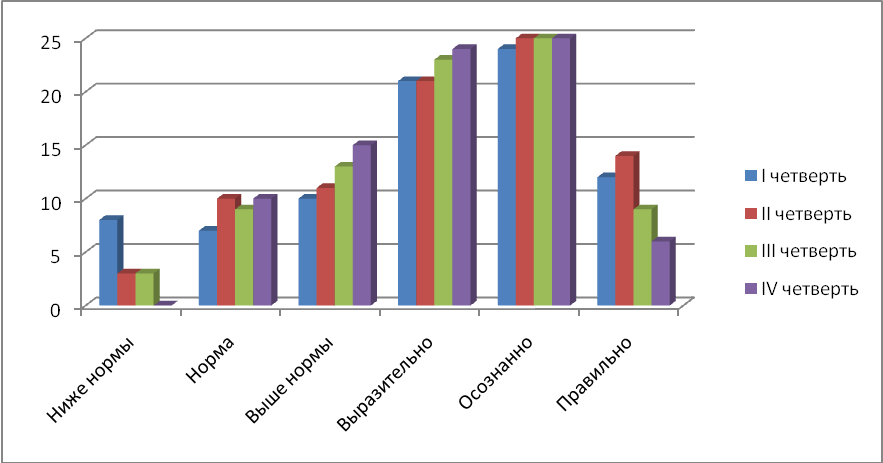 25
20
15
10
5
0
Ниже нормы
Норма
Выше нормы
Выразительно
Осознанно
Правильно
I четверть
II четверть
III четверть
IV четверть